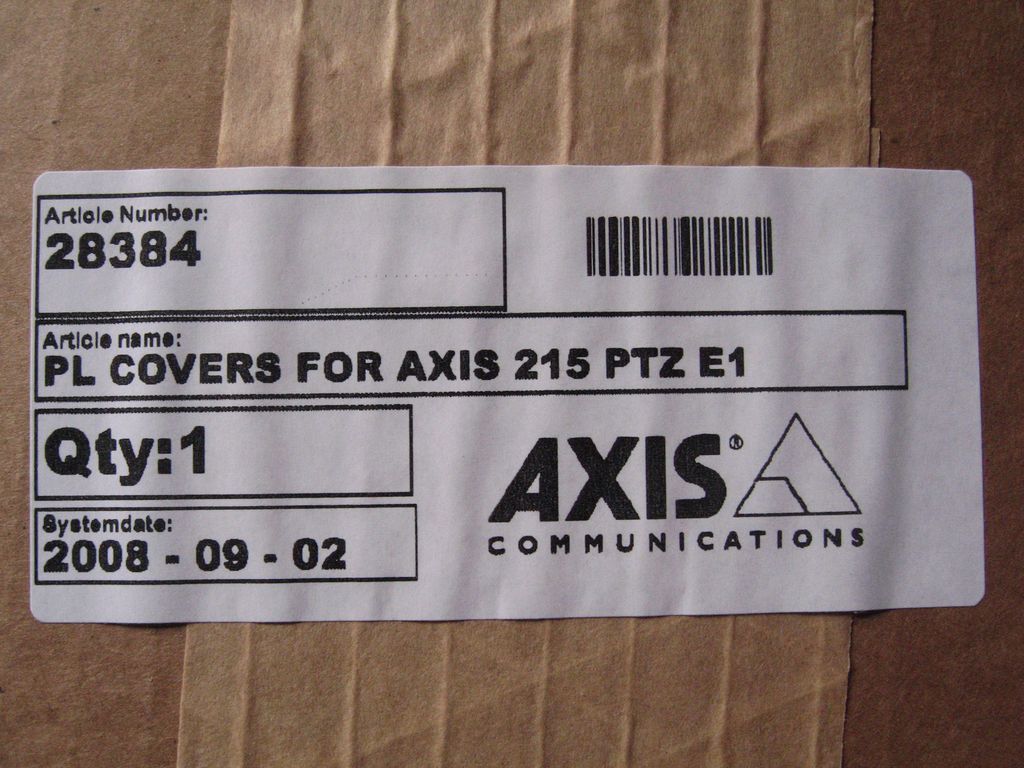 Article Number:
28384
Article name:
PL COVERS FOR AXIS 215 PTZ E1
Qty:1
Systemdate:
2008 - 09 - 02
AXIS®
COMMUNICATIONS